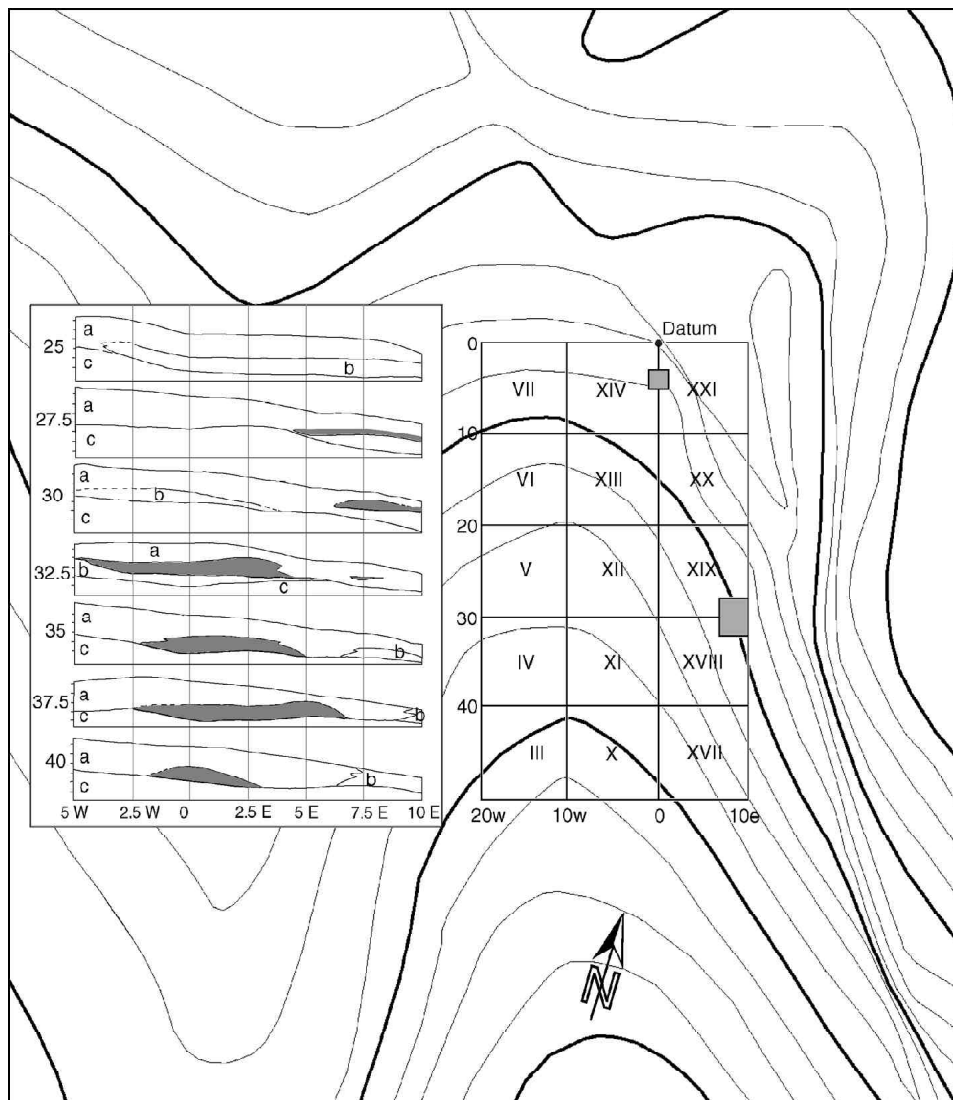 a
25
c
b
a
27.5
c
a
30
b
c
a
32.5
b
c
a
35
c
b
a
37.5
c
b
a
40
c
b
5 W 2.5 W 0 2.5 E 5 E 7.5 E 10 E
Datum
0
VII XIV XXI
10
VI XIII XX
20
V XII XIX
30
IV XI XVIII
40
III X XVII
20w 10w 0 10e
N